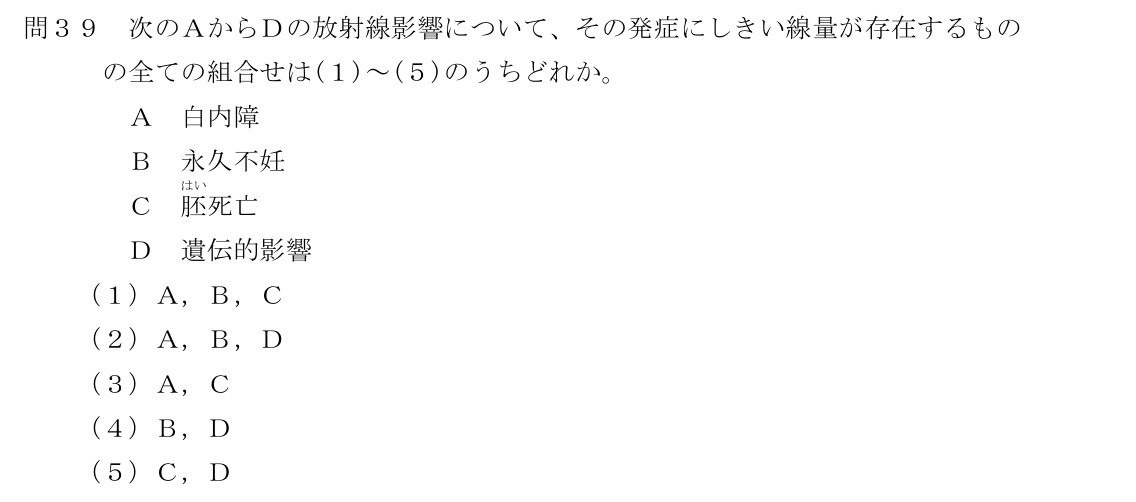 問３９　次のＡからＤの放射線影響について、その発症にしきい線量が存在するもの
の全ての組合せは(１)～(５)のうちどれか。
Ａ　白内障
Ｂ　永久不妊
はい
Ｃ　胚死亡
Ｄ　遺伝的影響
(１) Ａ，Ｂ，Ｃ
(２) Ａ，Ｂ，Ｄ
(３) Ａ，Ｃ
(４) Ｂ，Ｄ
(５) Ｃ，Ｄ